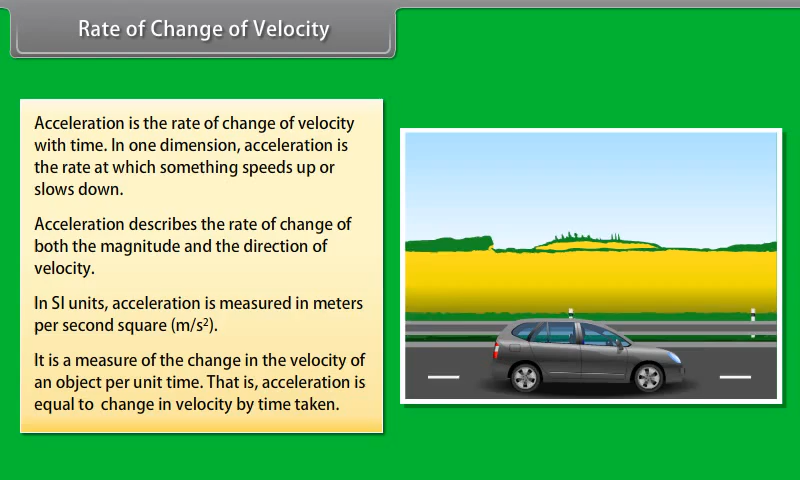 Rate of Change of Velocity
Acceleration is the rate of change of velocity
with time. In one dimension, acceleration is
the rate at which something speeds up or
slows down.
Acceleration describes the rate of change of
both the magnitude and the direction of
velocity.
In SI units, acceleration is measured in meters
per second square (m/s²).
It is a measure of the change in the velocity of
an object per unit time. That is, acceleration is
equal to change in velocity by time taken.